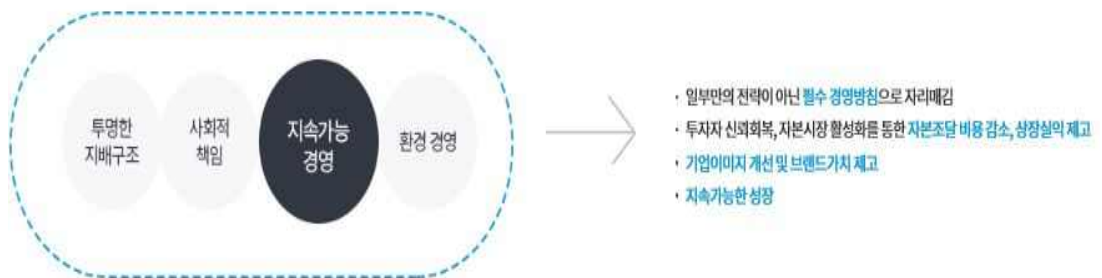 투명한
지배구조
사회적
책임
지속가능
경영
환경 경영
· 일부만의 전략이 아닌 필수 경영방침으로 자리매김
· 투자자 신뢰회복, 자본시장 활성화를 통한 자본조달 비용 감소, 상장실익 제고
· 기업이미지 개선 및 브랜드가치 제고
· 지속가능한 성장